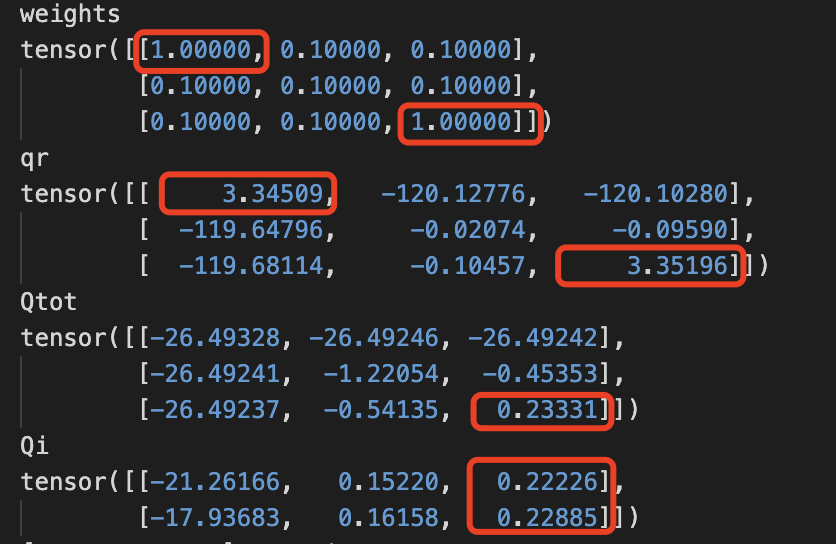 weights
tensor([[1.00000, 0.10000, 0.10000],
[0.10000, 0.10000, 0.10000],
[0.10000, 0.10000, 1.00000]])
qr
tensor([[ 3.34509, -120.12776, -120.10280],
[ -119.64796, -0.02074, -0.09590],
[ -119.68114, -0.10457, 3.35196]])
Qtot
tensor([[-26.49328, -26.49246, -26.49242],
[-26.49241, -1.22054, -0.45353],
[-26.49237, -0.54135, 0.23331]])
Qi
tensor([[-21.26166, 0.15220, 0.22226],
[-17.93683, 0.16158, 0.22885]])